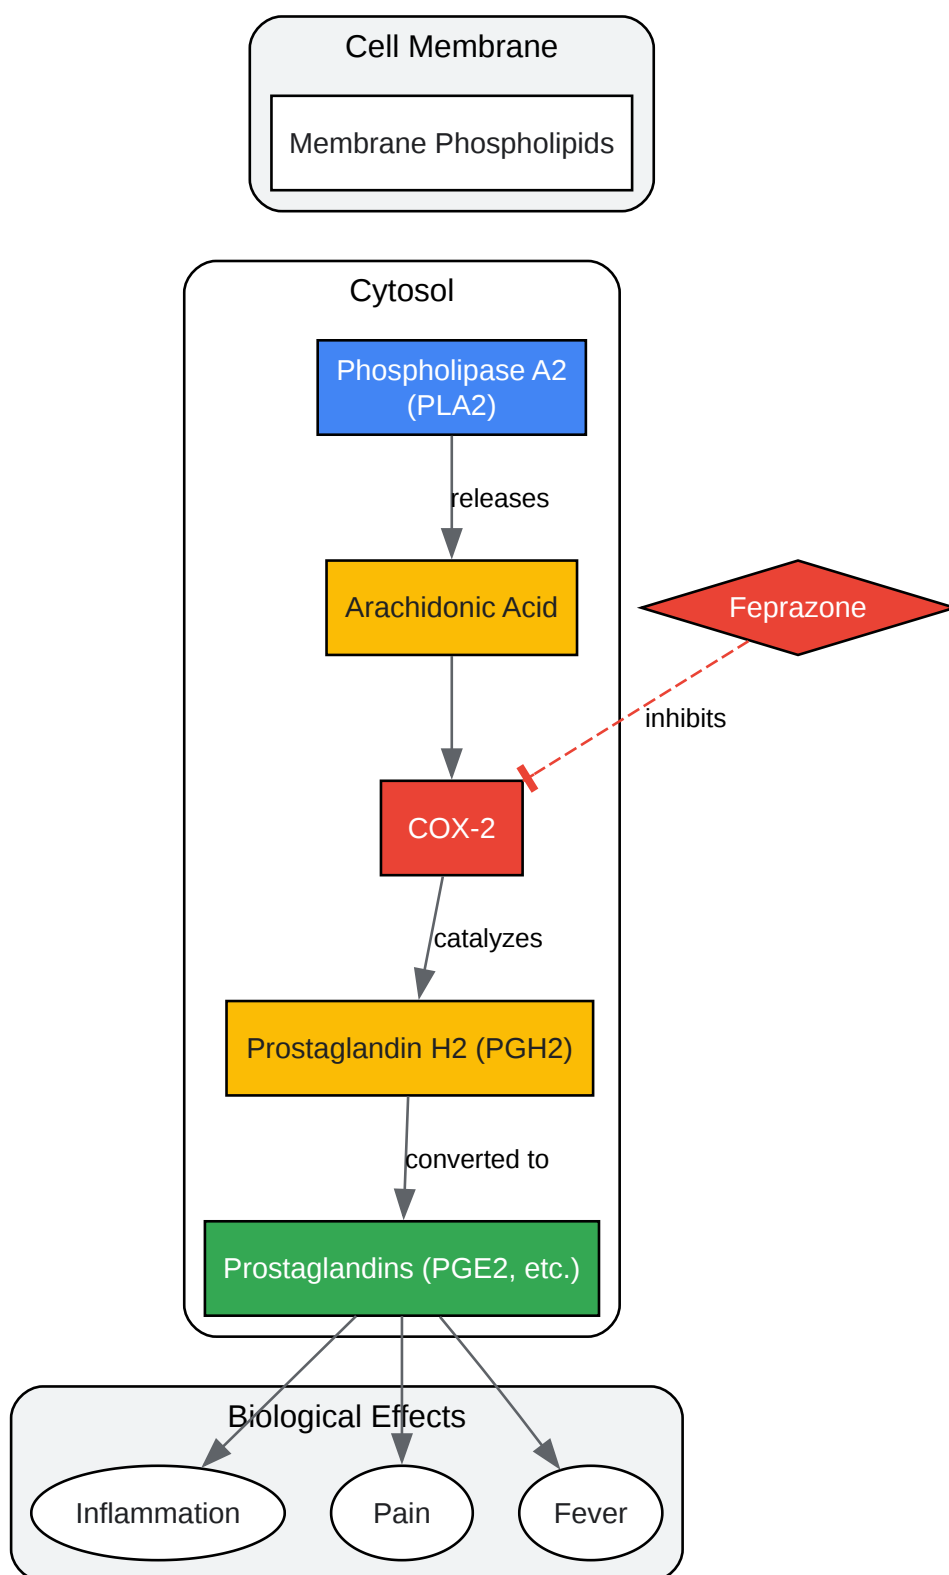 Cell Membrane
Membrane Phospholipids
Cytosol
Phospholipase A2
(PLA2)
releases
Arachidonic Acid
Feprazone
inhibits
COX-2
catalyzes
Prostaglandin H2 (PGH2)
converted to
Prostaglandins (PGE2, etc.)
Biological Effects
Inflammation
Pain
Fever